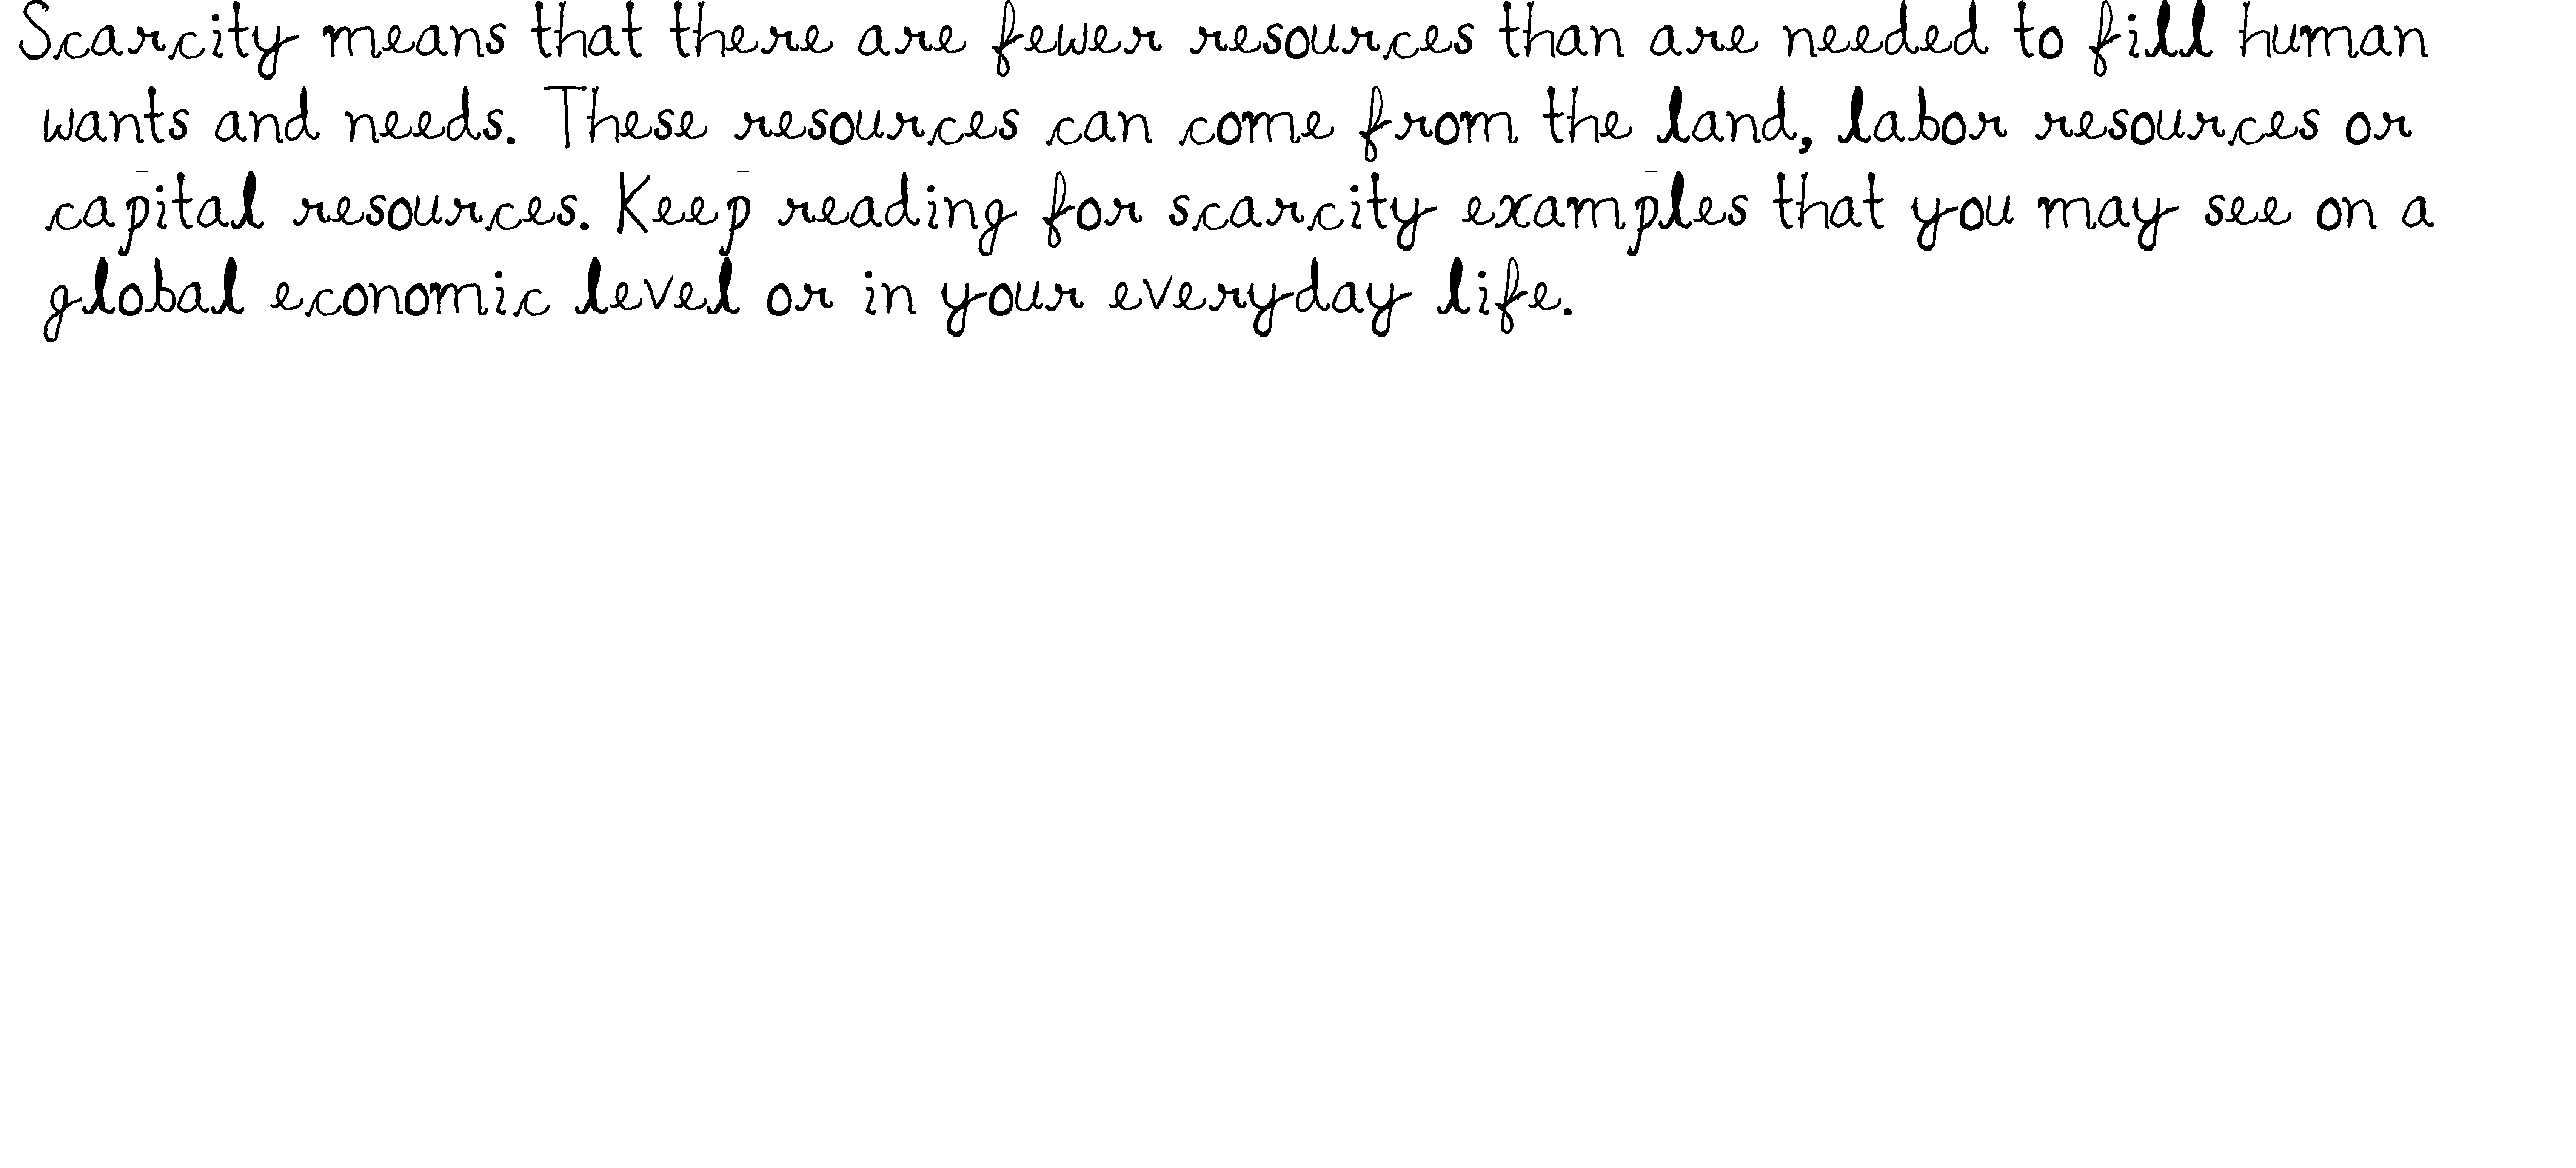 Scarcity means that there are fewer resources than are needed to fill human
wants and needs. These resources can come from the land, labor resources or
capital resources. Keep reading for scarcity examples that you may see on a
global economic level or in your everyday life.